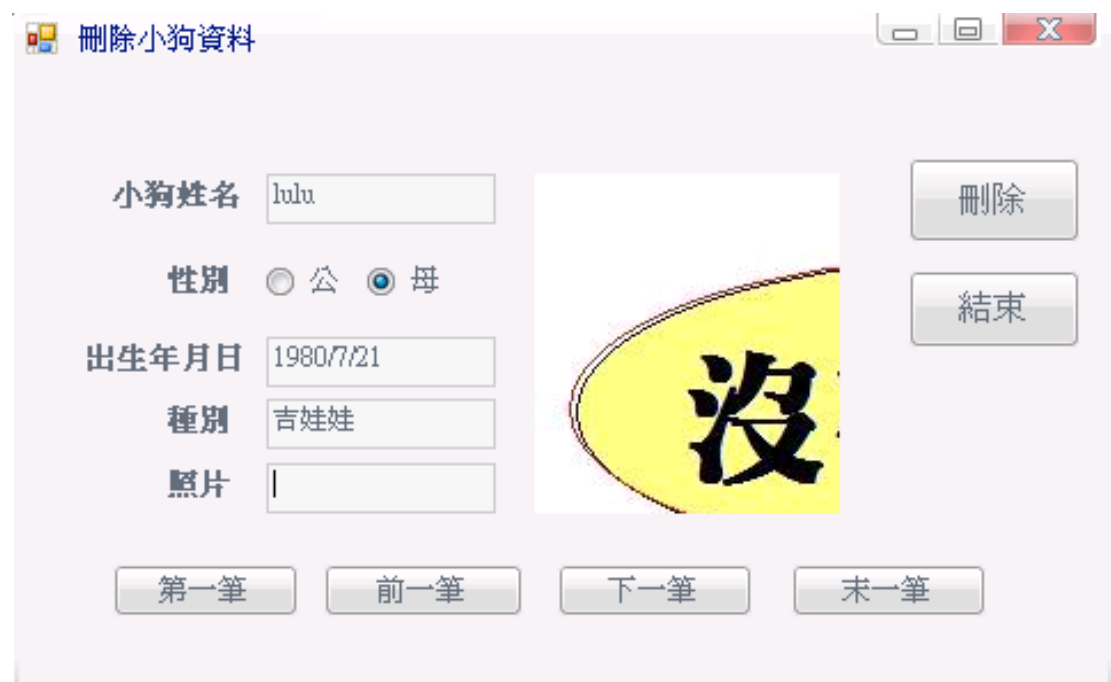 刪除小狗資料
小狗姓名 lulu 刪除
性別 公 母
結束
出生年月日 1980/7/21
種別 吉娃娃
沒
照片
第一筆 前一筆 下一筆 末一筆